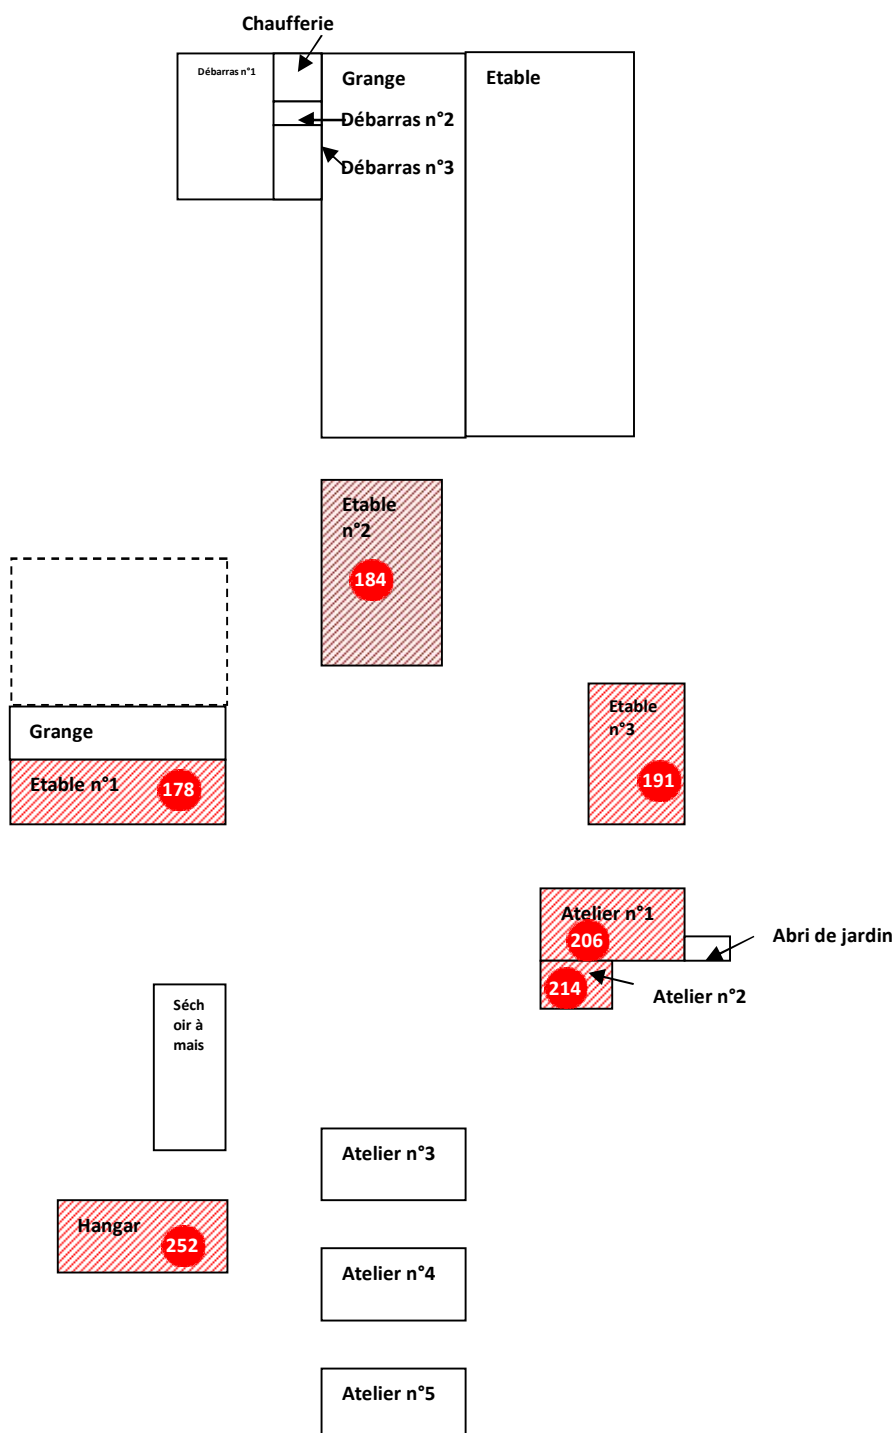 Chaufferie
Débarras n°1
Grange
Etable
Débarras n°2
Débarras n°3
Etable
n°2
184
Grange
Etable n°1
178
Etable
n°3
191
Atelier n°1
206
Abri de jardin
214
Atelier n°2
Séch
oir à
mais
Atelier n°3
Hangar
252
Atelier n°4
Atelier n°5